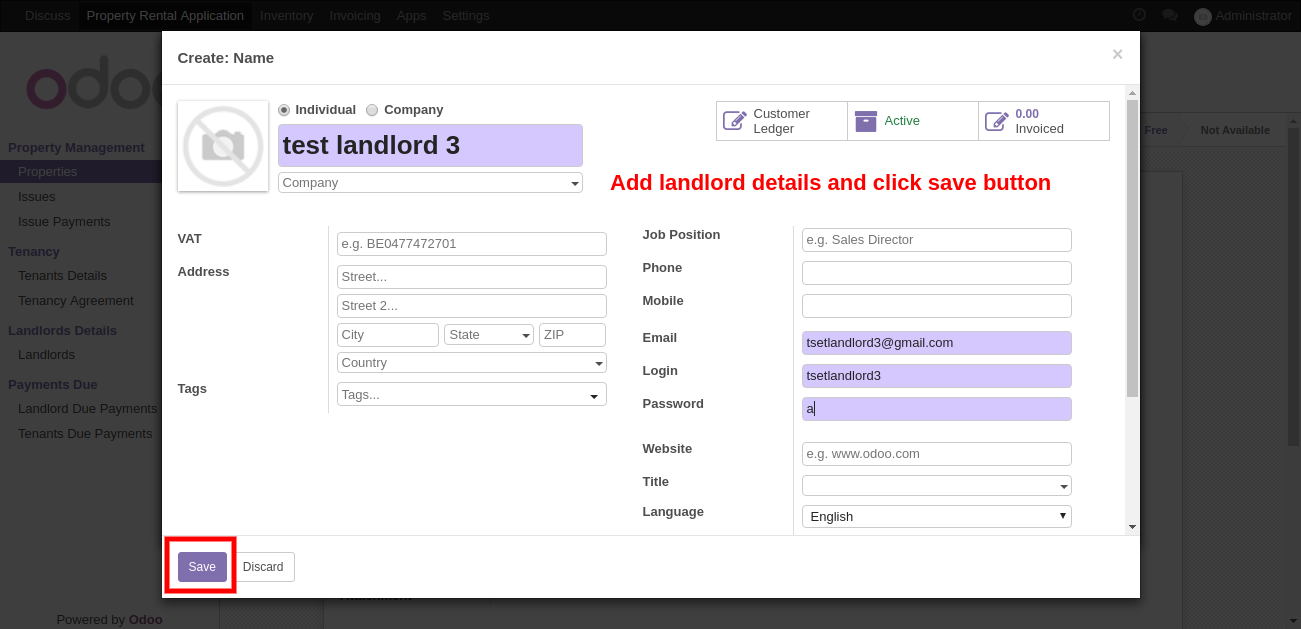 Discuss Property Rental Application Inventory Invoicing Apps Settings Administrator
odoo
Property Management
Properties
Issues
Issue Payments
Tenancy
Tenants Details
Tenancy Agreement
Landlords Details
Landlords
Payments Due
Landlord Due Payments
Tenants Due Payments
Powered by Odoo
Free Not Available
Create: Name ×
Individual Company
test landlord 3
Company
Customer
Ledger
Active
0.00
Invoiced
Add landlord details and click save button
VAT e.g. BE0477472701
Address Street...
Street 2...
City State ZIP
Country
Tags Tags...
Job Position e.g. Sales Director
Phone
Mobile
Email tsetlandlord3@gmail.com
Login tsetlandlord3
Password a
Website e.g. www.odoo.com
Title
Language English
Save Discard